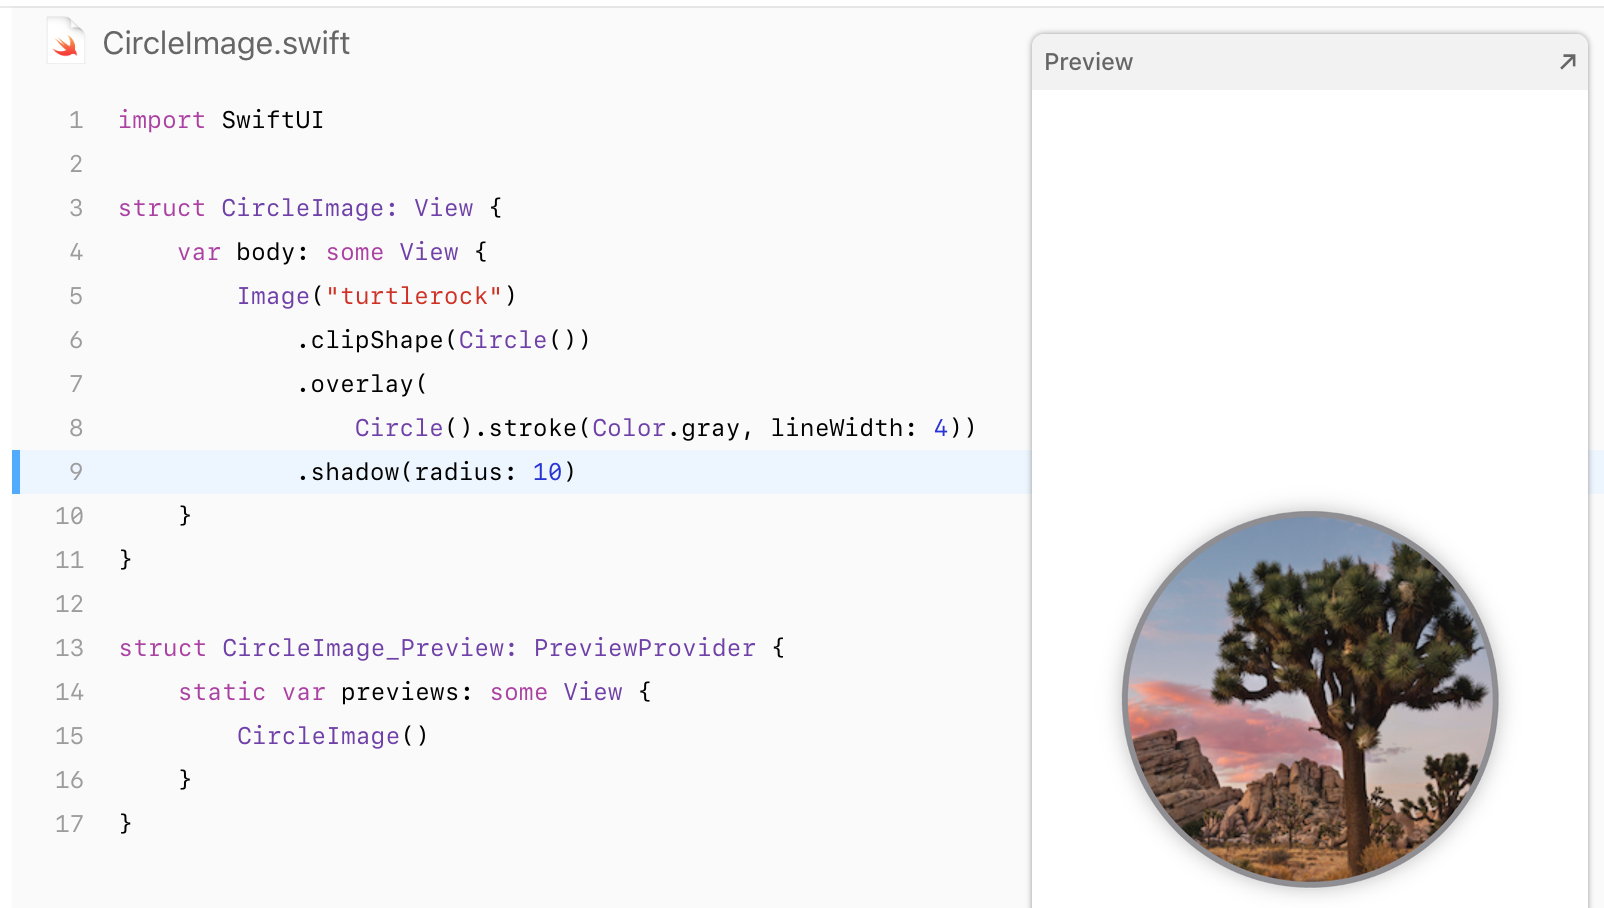 CircleImage.swift
Preview
1 import SwiftUI
2
3 struct CircleImage: View {
4     var body: some View {
5         Image("turtlerock")
6             .clipShape(Circle())
7             .overlay(
8                 Circle().stroke(Color.gray, lineWidth: 4))
9             .shadow(radius: 10)
10     }
11 }
12
13 struct CircleImage_Preview: PreviewProvider {
14     static var previews: some View {
15         CircleImage()
16     }
17 }